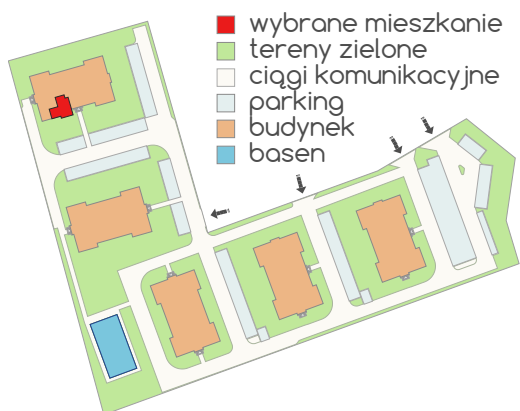 wybrane mieszkanie
tereny zielone
ciągi komunikacyjne
parking
budynek
basen